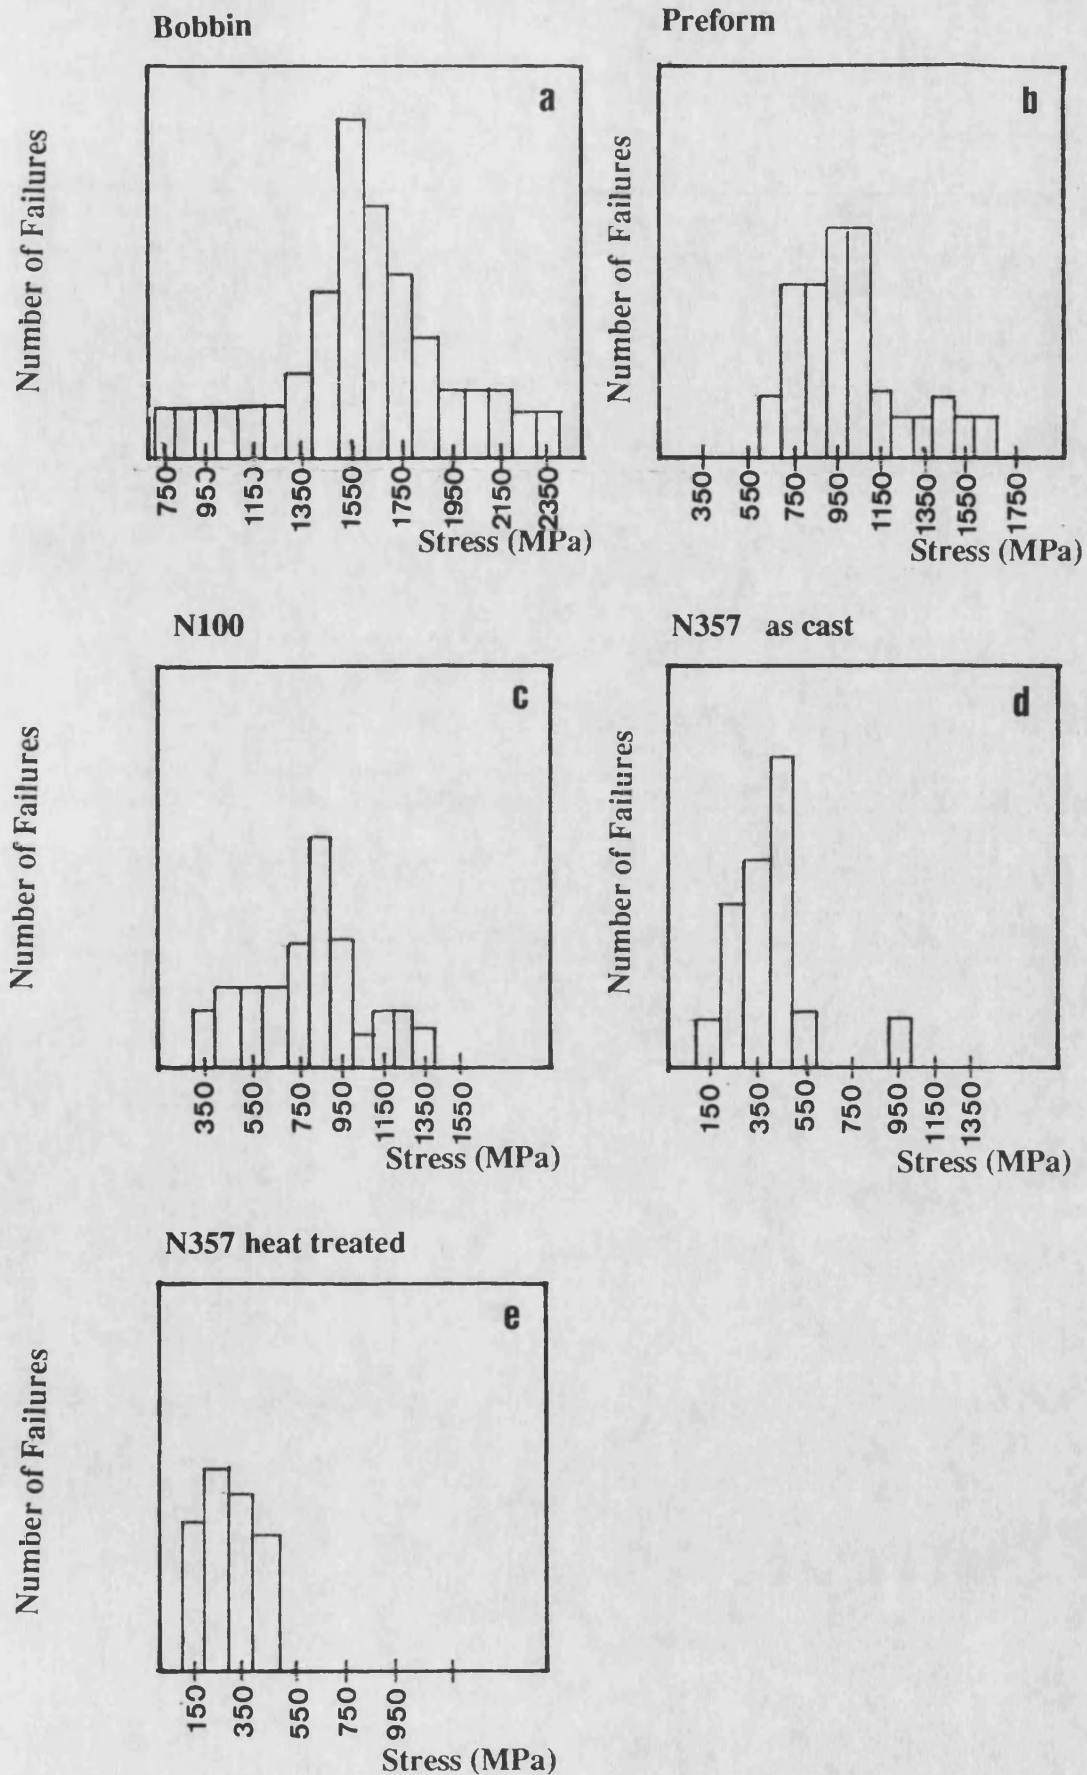 Bobbin
a
Number of Failures
750 950 1150 1350 1550 1750 1950 2150 2350
Stress (MPa)
Preform
b
Number of Failures
350 550 750 950 1150 1350 1550 1750
Stress (MPa)
N100
c
Number of Failures
350 550 750 950 1150 1350 1550
Stress (MPa)
N357 as cast
d
Number of Failures
150 350 550 750 950 1150 1350
Stress (MPa)
N357 heat treated
e
Number of Failures
150 350 550 750 950
Stress (MPa)